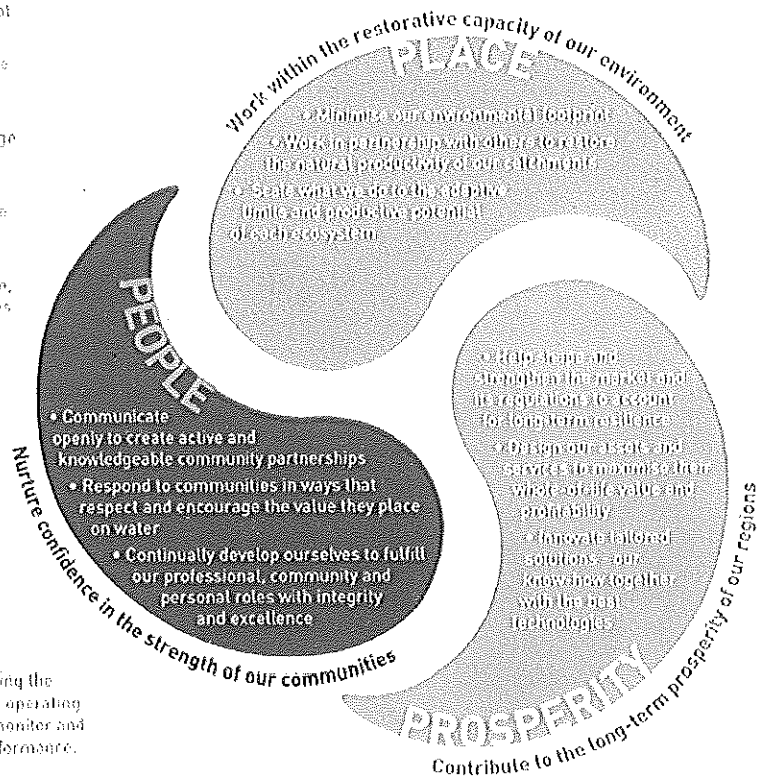 Work within the restorative capacity of our environment
PLACE
• Minimise our environmental footprint
• Work in partnership with others to restore
the natural productivity of our catchments
• Scale what we do to the adaptive
limits and productive potential
of each ecosystem
PEOPLE
• Communicate
openly to create active and
knowledgeable community partnerships
• Respond to communities in ways that
respect and encourage the value they place
on water
• Continually develop ourselves to fulfill
our professional, community and
personal roles with integrity
and excellence
Nurture confidence in the strength of our communities
• Help shape and
strengthen the market and
its regulations to account
for long-term resilience
• Design our assets and
services to maximise their
whole-of-life value and
profitability
• Innovate tailored
solutions – our
know-how together
with the best
technologies
PROSPERITY
Contribute to the long-term prosperity of our regions
the
operating
monitor and